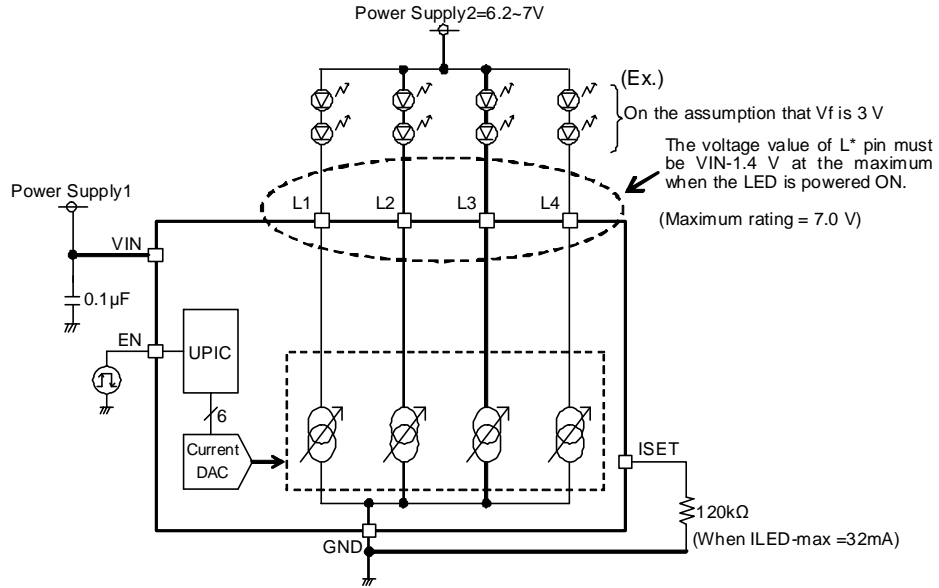 Power Supply2=6.2~7V
(Ex.)
On the assumption that Vf is 3 V
The voltage value of L* pin must
be VIN-1.4 V at the maximum
when the LED is powered ON.
(Maximum rating = 7.0 V)
Power Supply1
L1
L2
L3
L4
VIN
0.1µF
EN
UPIC
6
Current
DAC
ISET
120kΩ
(When ILED-max =32mA)
GND